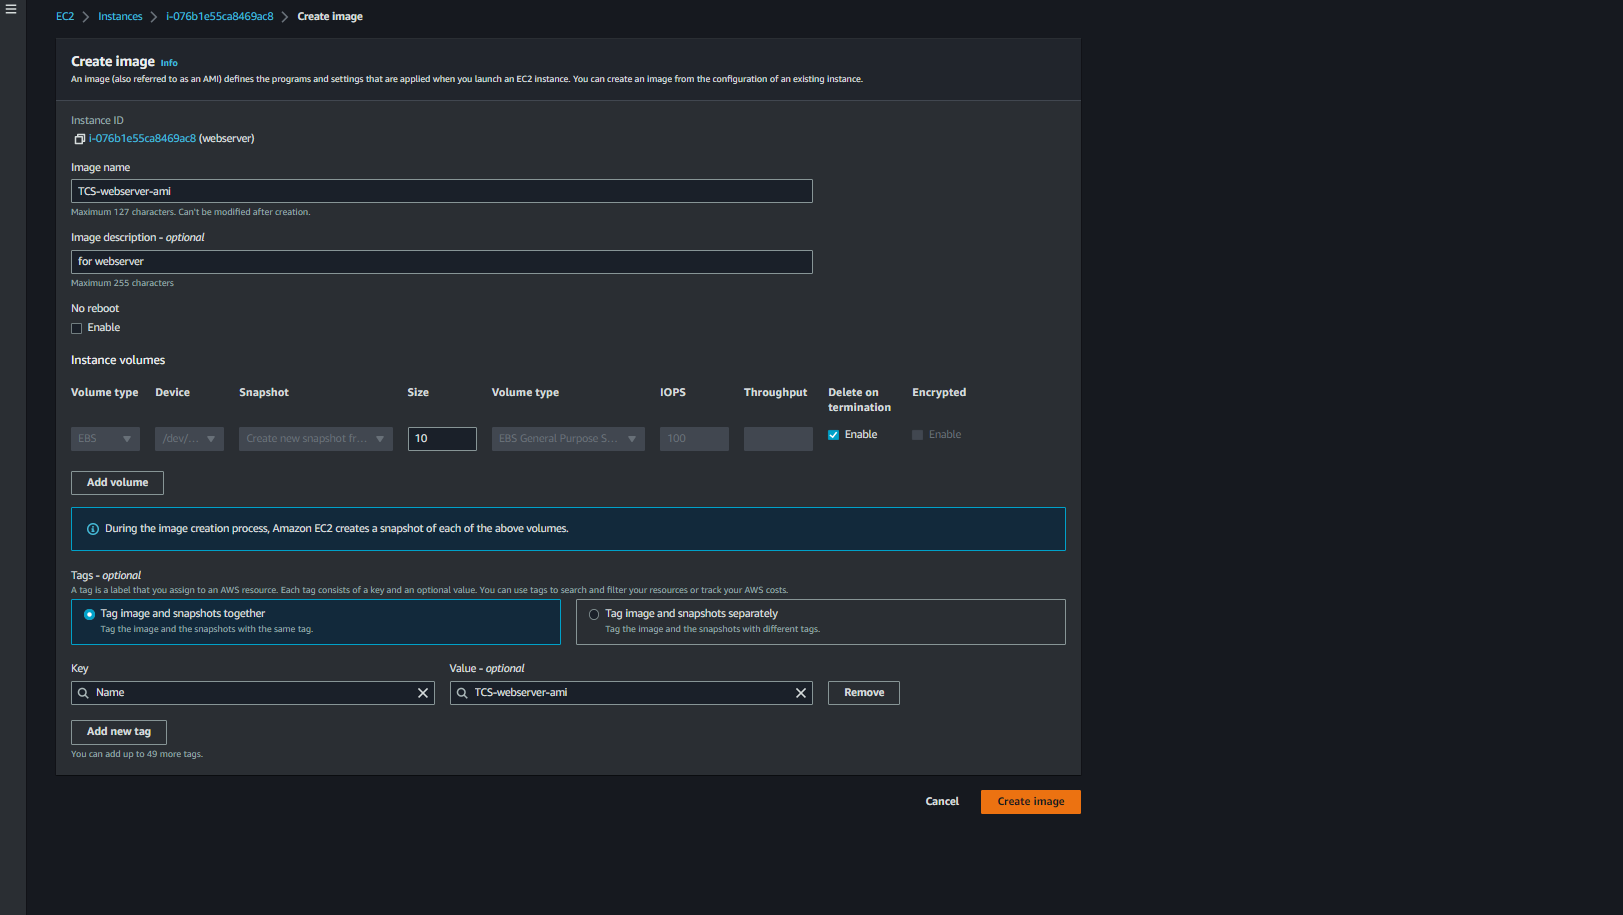 EC2 > Instances > i-076b1e55ca8469ac8 > Create image
Create image Info
An image (also referred to as an AMI) defines the programs and settings that are applied when you launch an EC2 instance. You can create an image from the configuration of an existing instance.
Instance ID
i-076b1e55ca8469ac8 (webserver)
Image name
TCS-webserver-ami
Maximum 127 characters. Can't be modified after creation.
Image description - optional
for webserver
Maximum 255 characters
No reboot
Enable
Instance volumes
Volume type Device Snapshot Size Volume type IOPS Throughput Delete on termination Encrypted
EBS /dev/... Create new snapshot fr... 10 EBS General Purpose S... 100 Enable Enable
Add volume
During the image creation process, Amazon EC2 creates a snapshot of each of the above volumes.
Tags - optional
A tag is a label that you assign to an AWS resource. Each tag consists of a key and an optional value. You can use tags to search and filter your resources or track your AWS costs.
Tag image and snapshots together
Tag the image and the snapshots with the same tag.
Tag image and snapshots separately
Tag the image and the snapshots with different tags.
Key Value - optional
Name TCS-webserver-ami Remove
Add new tag
You can add up to 49 more tags.
Cancel Create image